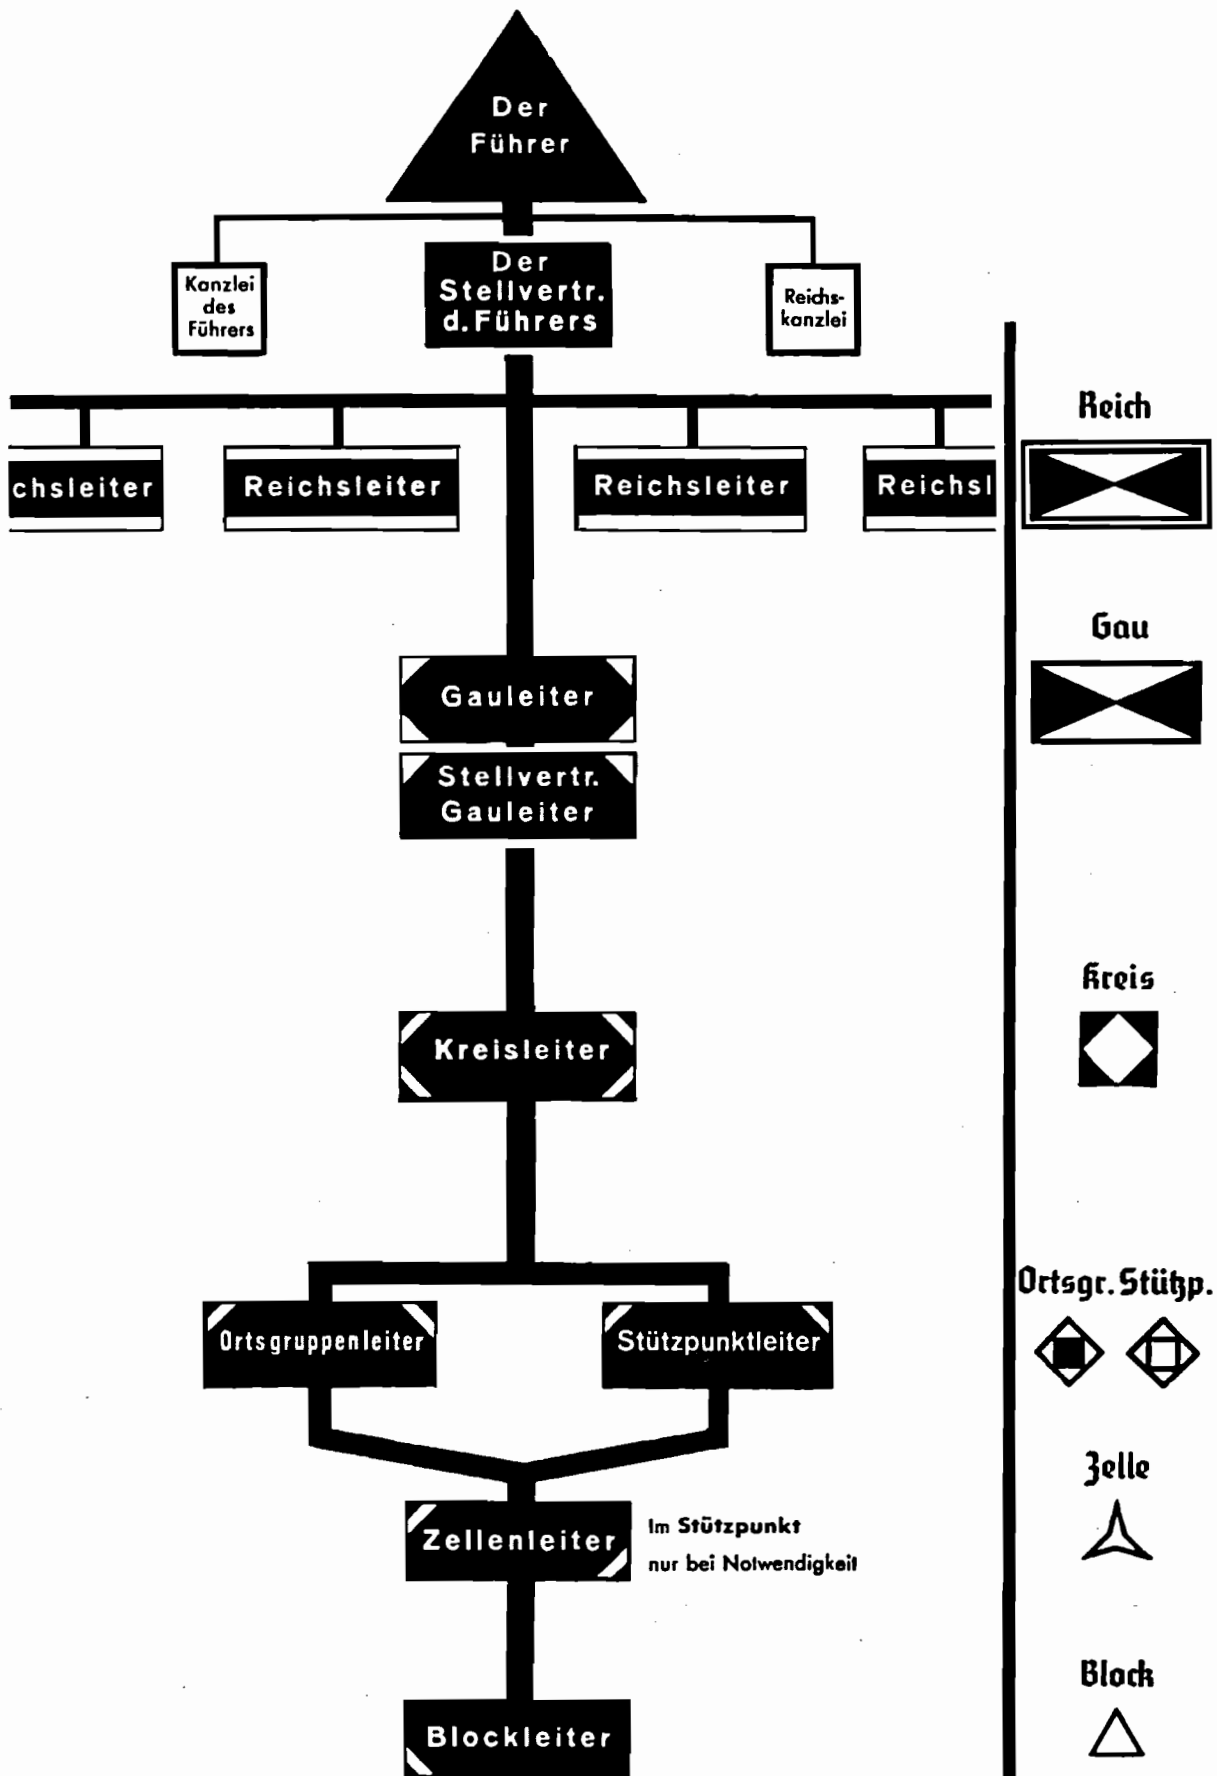 Der
Führer
Kanzlei
des
Führers
Der
Stellvertr.
d. Führers
Reichs-
kanzlei
Reich
chsleiter
Reichsleiter
Reichsleiter
Reichsl
Gau
Gauleiter
Stellvertr.
Gauleiter
Kreis
Kreisleiter
Ortsgr. Stützp.
Ortsgruppenleiter
Stützpunktleiter
Zelle
Zellenleiter
Im Stützpunkt
nur bei Notwendigkeit
Block
Blockleiter